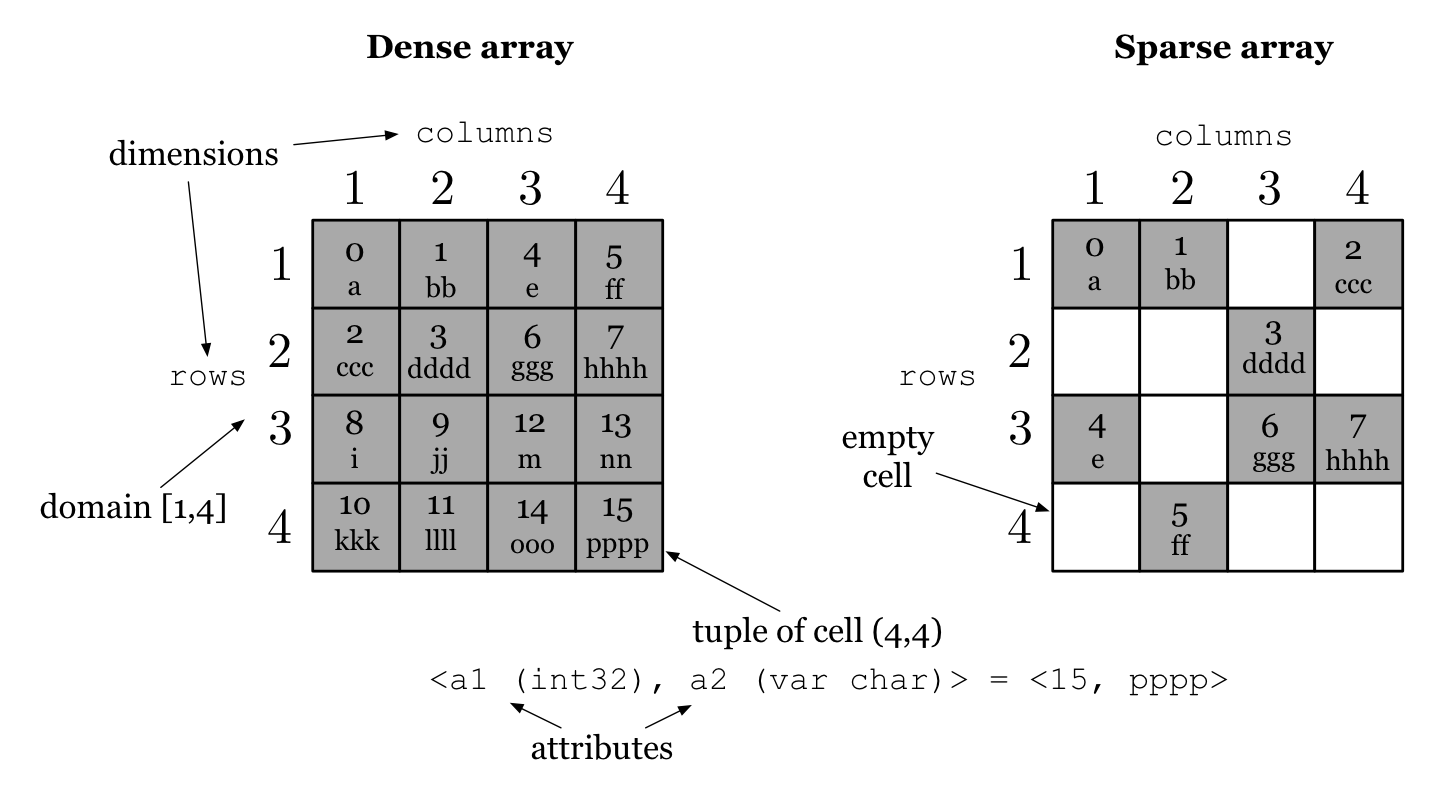 Dense array
Sparse array
dimensions
columns
1 2 3 4
1
0 1 4 5
a bb e ff
2
2 3 6 7
ccc dddd ggg hhhh
rows
3
8 9 12 13
i jj m nn
domain [1,4]
4
10 11 14 15
kkk llll ooo pppp
columns
1 2 3 4
1
0 1 2
a bb ccc
2
3
dddd
rows
3
4 6 7
e ggg hhhh
empty
cell
4
5
ff
tuple of cell (4,4)
<a1 (int32), a2 (var char)> = <15, pppp>
attributes